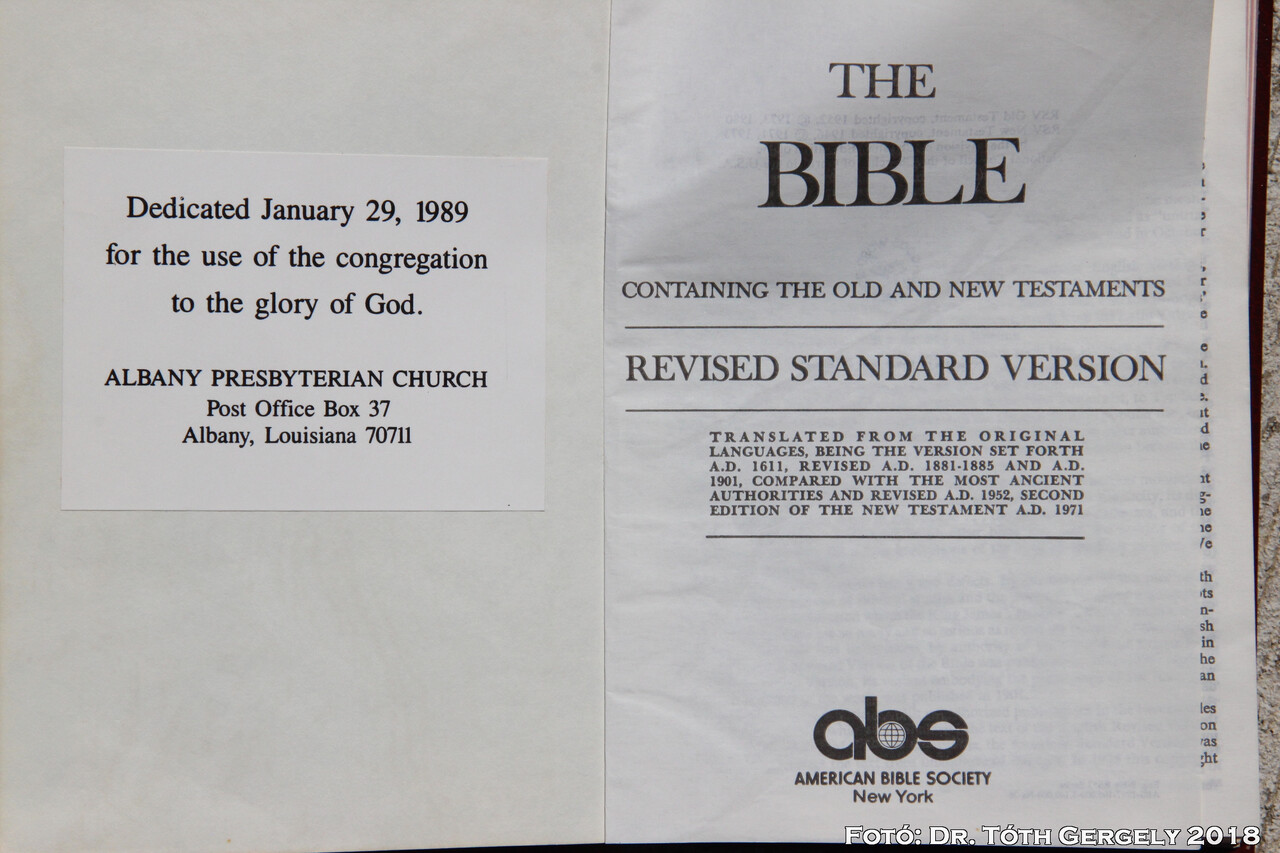 Dedicated January 29, 1989
for the use of the congregation
to the glory of God.
ALBANY PRESBYTERIAN CHURCH
Post Office Box 37
Albany, Louisiana 70711
THE
BIBLE
CONTAINING THE OLD AND NEW TESTAMENTS
REVISED STANDARD VERSION
TRANSLATED FROM THE ORIGINAL
LANGUAGES, BEING THE VERSION SET FORTH
A.D. 1611, REVISED A.D. 1881-1885 AND A.D.
1901, COMPARED WITH THE MOST ANCIENT
AUTHORITIES AND REVISED A.D. 1952, SECOND
EDITION OF THE NEW TESTAMENT A.D. 1971
abs
AMERICAN BIBLE SOCIETY
New York
Fotó: Dr. Tóth Gergely 2018